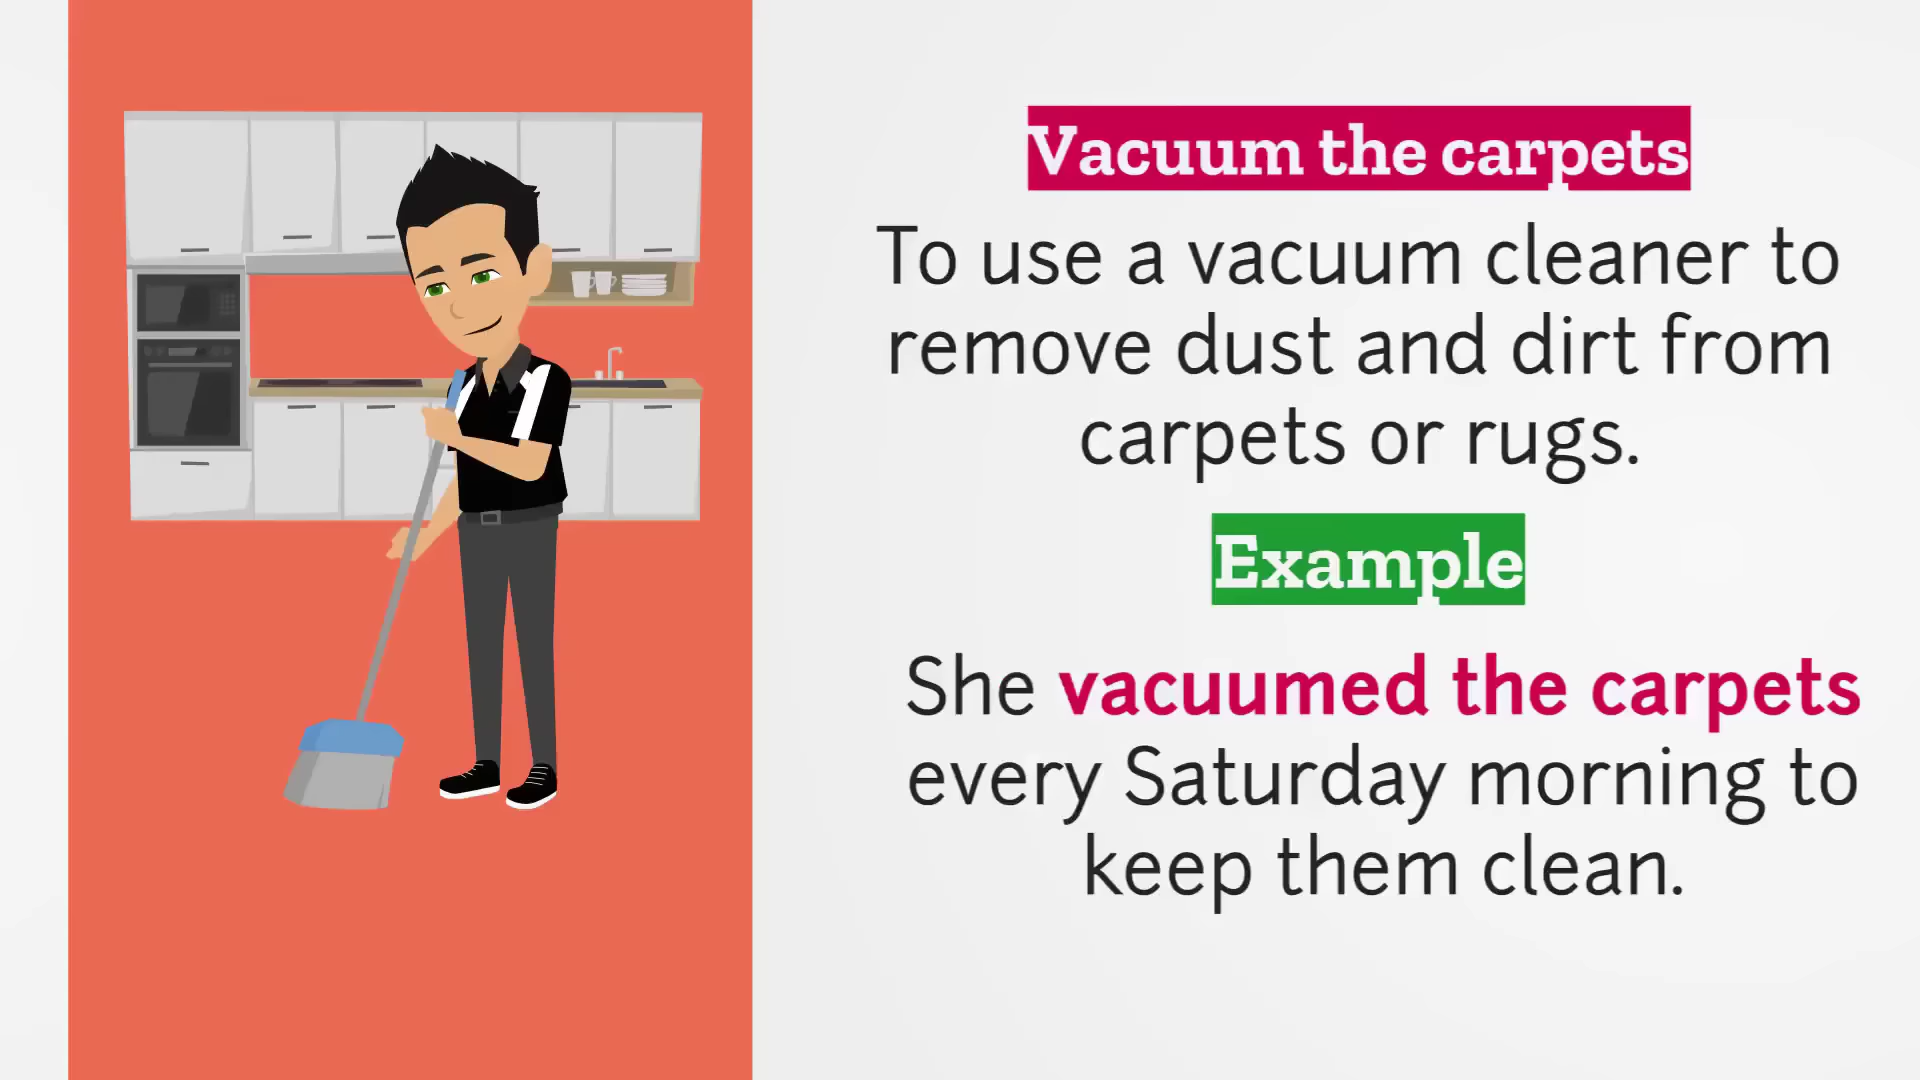 Vacuum the carpets
To use a vacuum cleaner to
remove dust and dirt from
carpets or rugs.
Example
She vacuumed the carpets
every Saturday morning to
keep them clean.